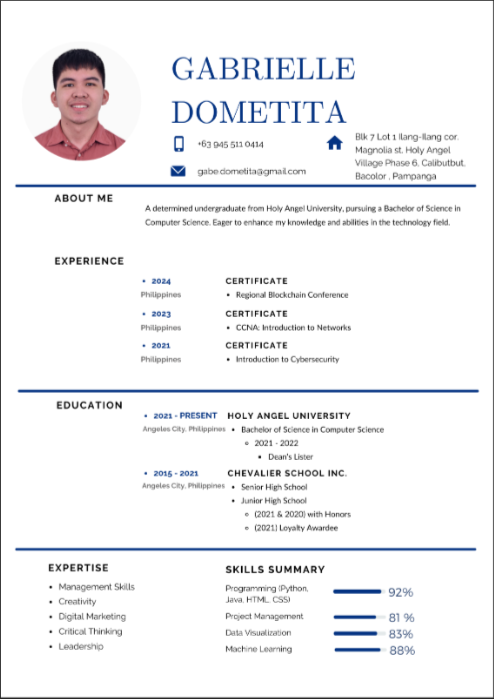 GABRIELLE
DOMETITA
+63 945 511 0414
gabe.dometita@gmail.com
Blk 7 Lot 1 Ilang-Ilang cor.
Magnolia st. Holy Angel
Village Phase 6, Calibutbut,
Bacolor , Pampanga
ABOUT ME
A determined undergraduate from Holy Angel University, pursuing a Bachelor of Science in
Computer Science. Eager to enhance my knowledge and abilities in the technology field.
EXPERIENCE
• 2024
Philippines
CERTIFICATE
• Regional Blockchain Conference
• 2023
Philippines
CERTIFICATE
• CCNA: Introduction to Networks
• 2021
Philippines
CERTIFICATE
• Introduction to Cybersecurity
EDUCATION
• 2021 - PRESENT
Angeles City, Philippines
HOLY ANGEL UNIVERSITY
• Bachelor of Science in Computer Science
◦ 2021 - 2022
▪ Dean's Lister
• 2015 - 2021
Angeles City, Philippines
CHEVALIER SCHOOL INC.
• Senior High School
• Junior High School
◦ (2021 & 2020) with Honors
◦ (2021) Loyalty Awardee
EXPERTISE
• Management Skills
• Creativity
• Digital Marketing
• Critical Thinking
• Leadership
SKILLS SUMMARY
Programming (Python,
Java, HTML, CSS)
92%
Project Management 81 %
Data Visualization 83%
Machine Learning 88%